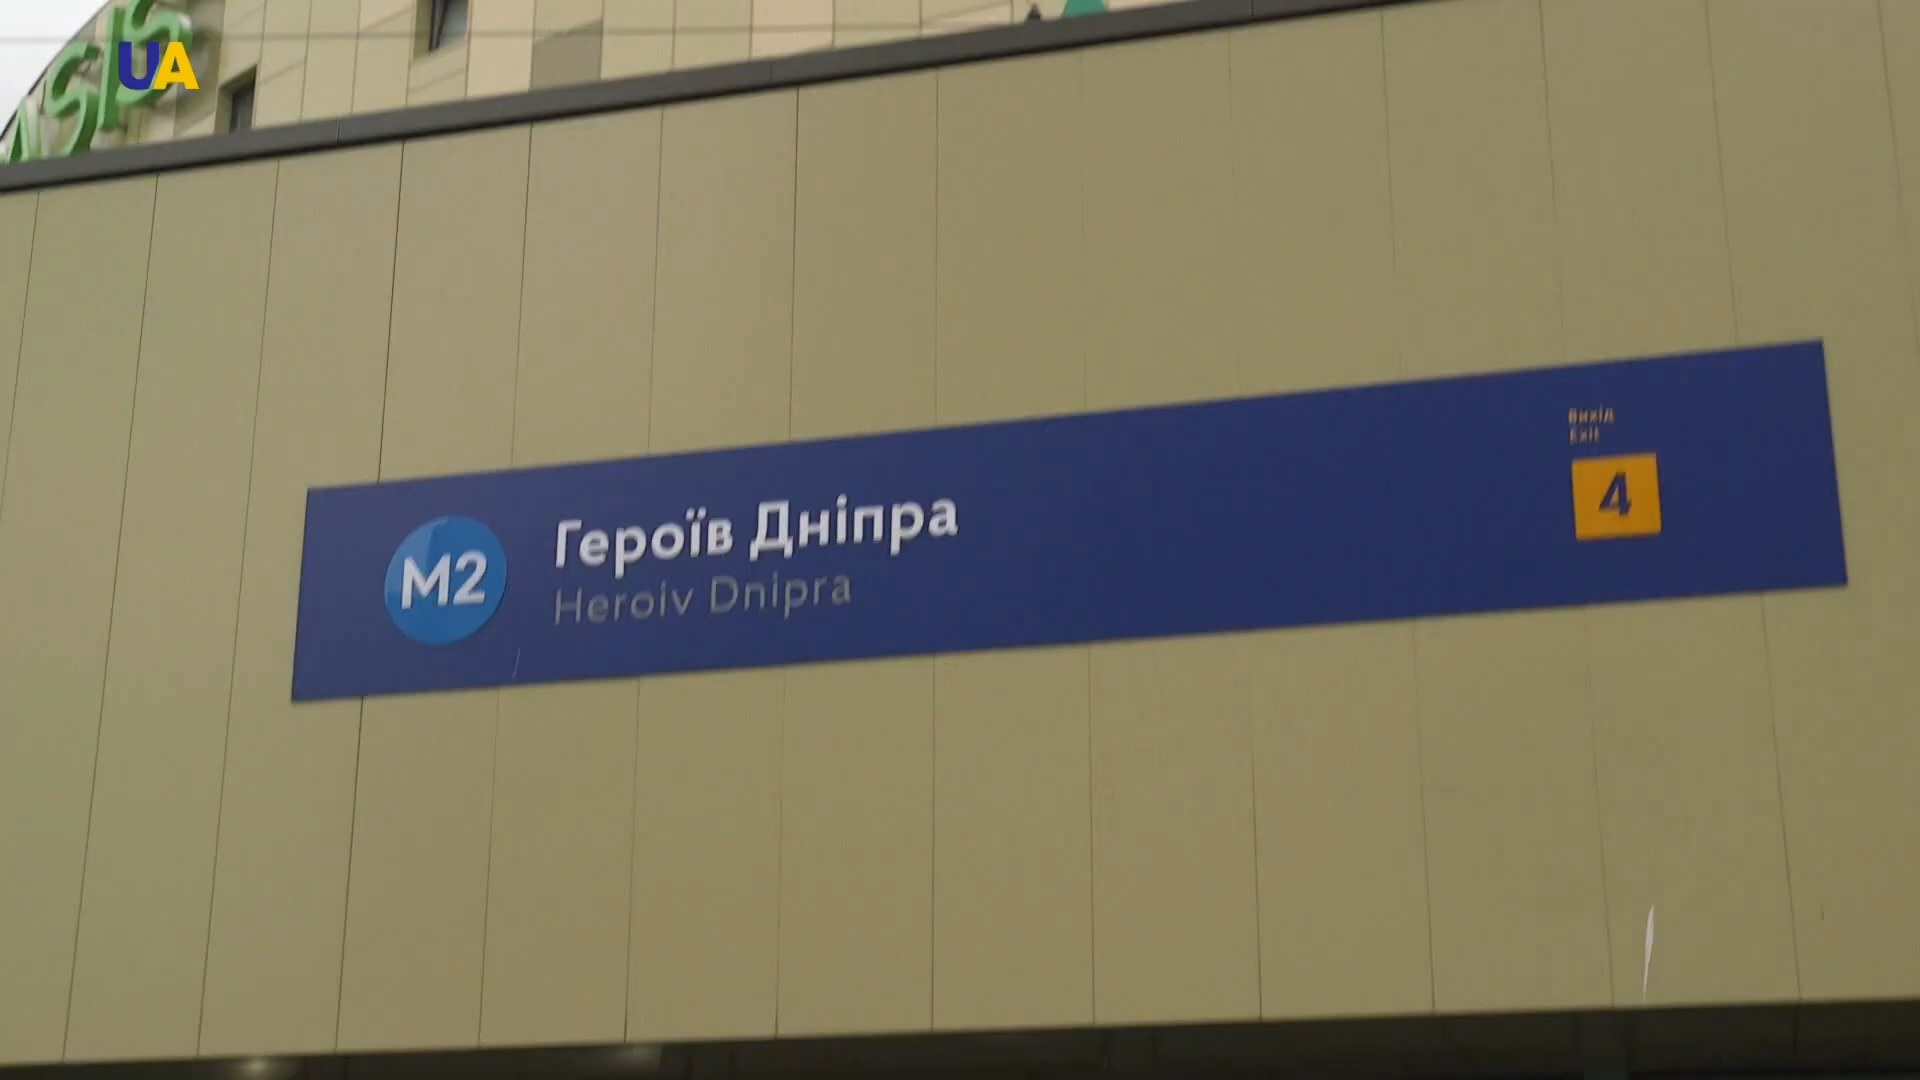 UA
M2
Героїв Дніпра
Heroiv Dnipra
Вихід
Exit
4